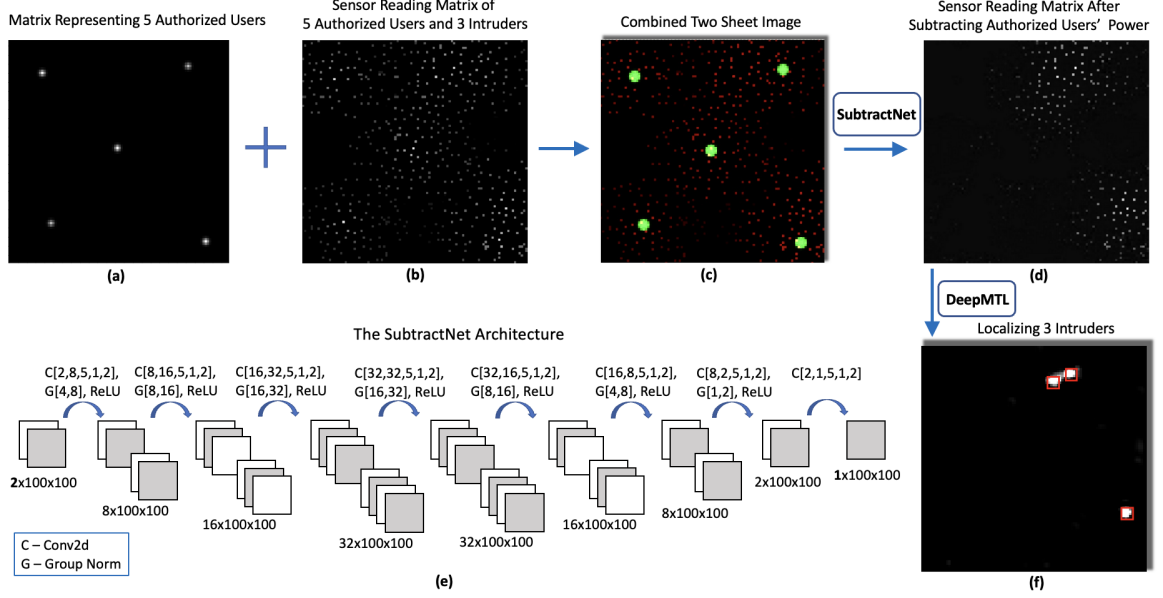 Matrix Representing 5 Authorized Users
Sensor Reading Matrix of
5 Authorized Users and 3 Intruders
Combined Two Sheet Image
Sensor Reading Matrix After
Subtracting Authorized Users’ Power
SubtractNet
(a)
(b)
(c)
(d)
DeepMTL
Localizing 3 Intruders
The SubtractNet Architecture
C[2,8,5,1,2],
G[4,8], ReLU
C[8,16,5,1,2],
G[8,16], ReLU
C[16,32,5,1,2],
G[16,32], ReLU
C[32,32,5,1,2],
G[16,32], ReLU
C[32,16,5,1,2],
G[8,16], ReLU
C[16,8,5,1,2],
G[4,8], ReLU
C[8,2,5,1,2],
G[1,2], ReLU
C[2,1,5,1,2]
2x100x100
8x100x100
16x100x100
32x100x100
32x100x100
16x100x100
8x100x100
2x100x100
1x100x100
C – Conv2d
G – Group Norm
(e)
(f)